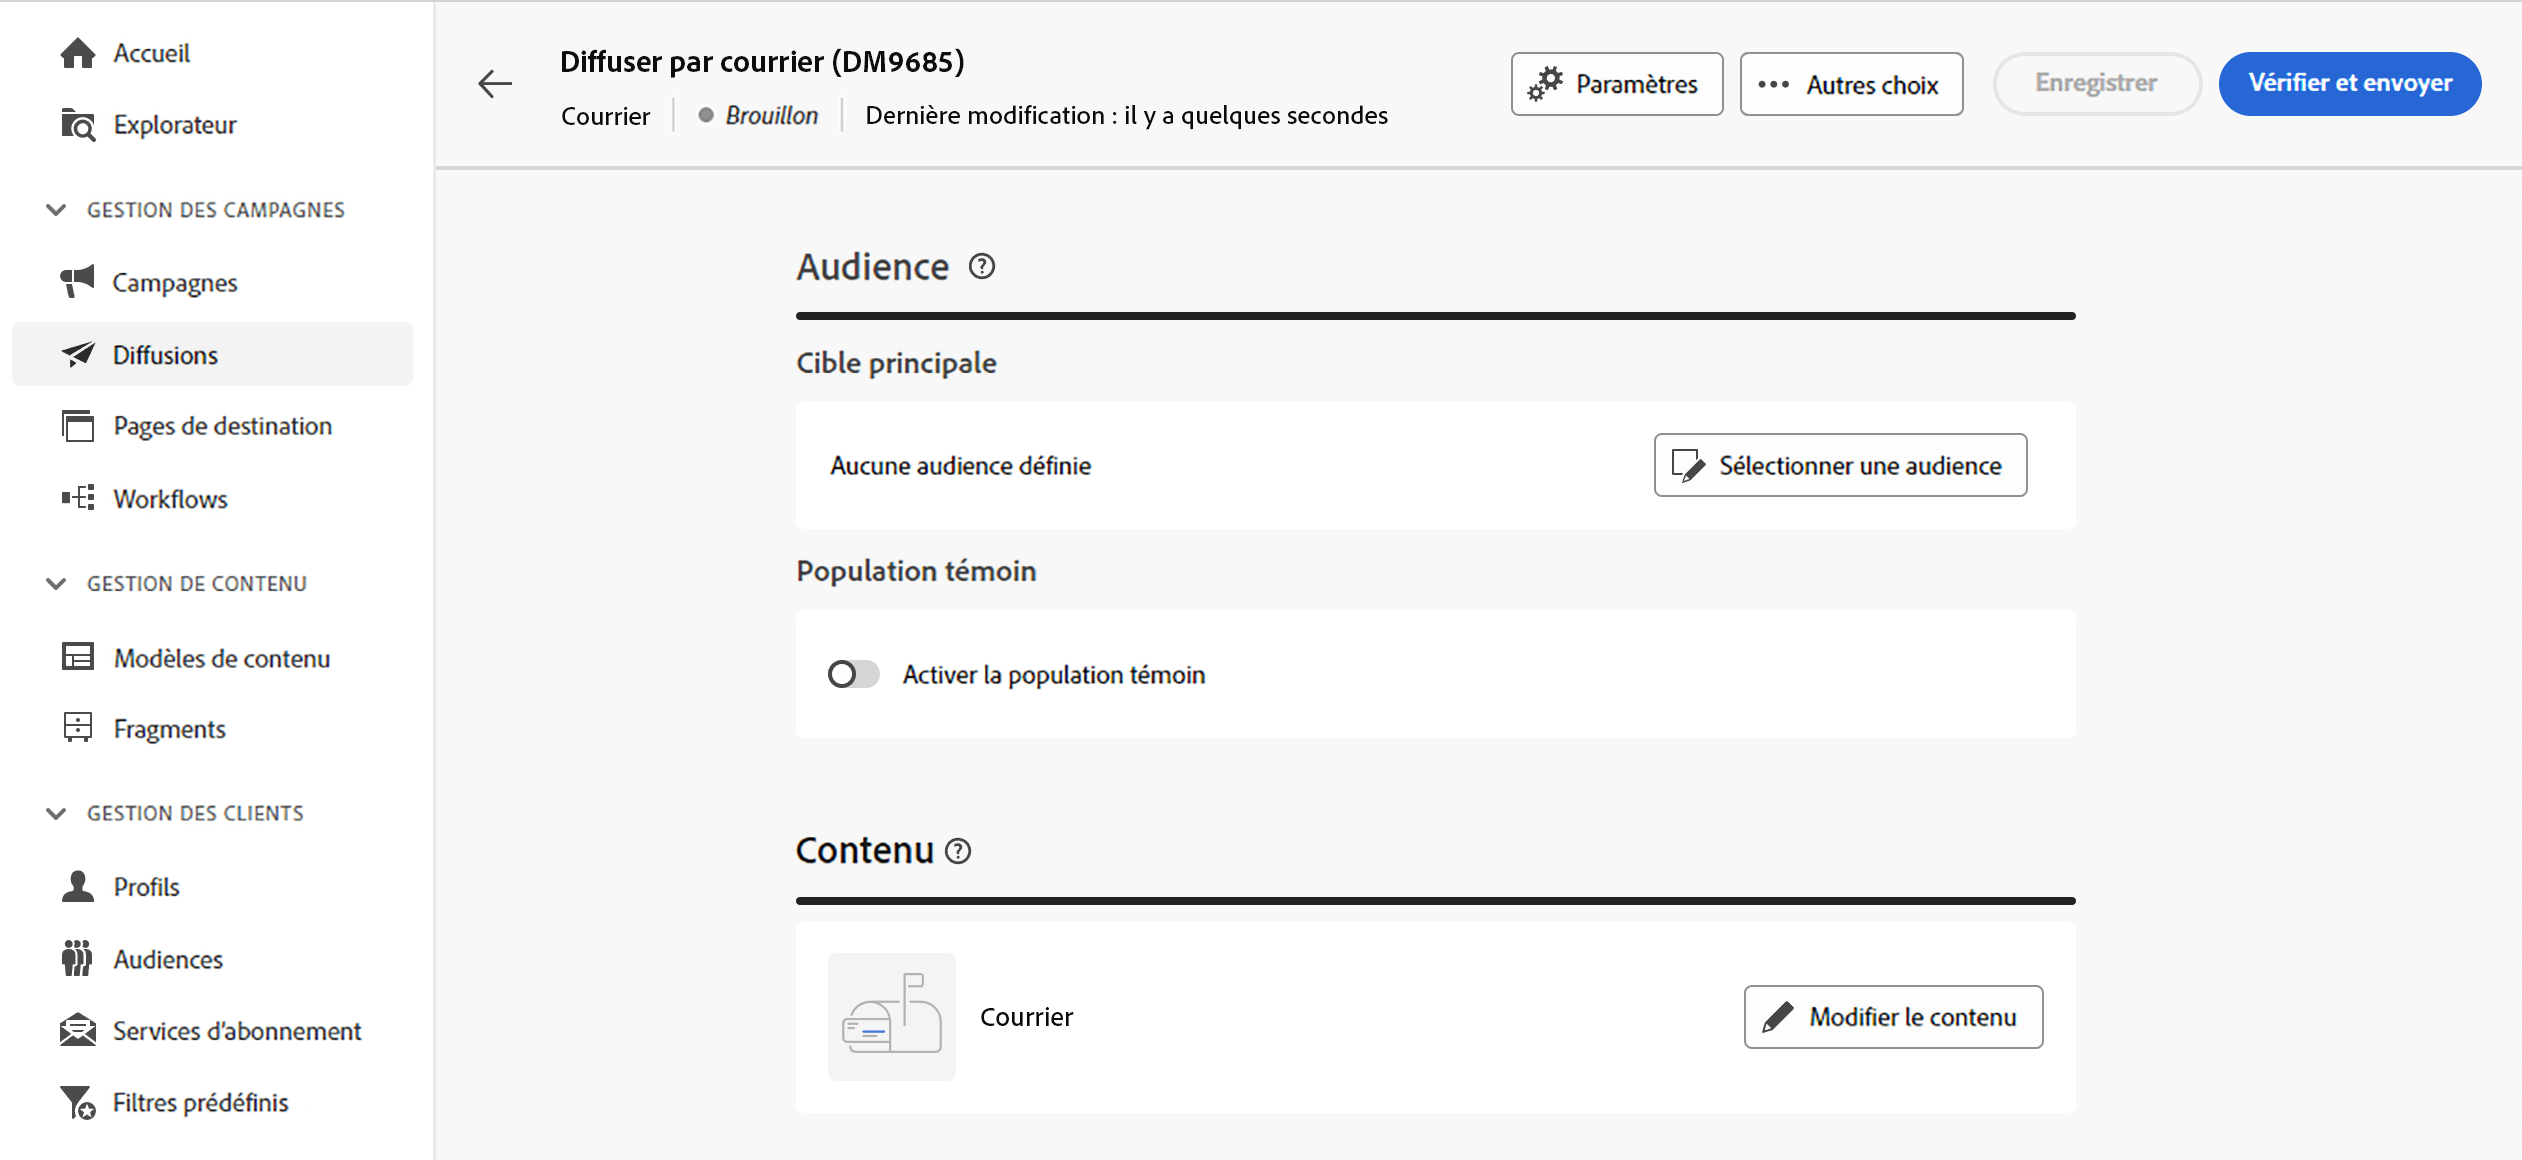 Accueil
Explorateur
GESTION DES CAMPAGNES
Campagnes
Diffusions
Pages de destination
Workflows
GESTION DE CONTENU
Modèles de contenu
Fragments
GESTION DES CLIENTS
Profils
Audiences
Services d'abonnement
Filtres prédéfinis
Diffuser par courrier (DM9685)
Courrier Brouillon Dernière modification : il y a quelques secondes
Paramètres
Autres choix
Enregistrer
Vérifier et envoyer
Audience
Cible principale
Aucune audience définie
Sélectionner une audience
Population témoin
Activer la population témoin
Contenu
Courrier
Modifier le contenu